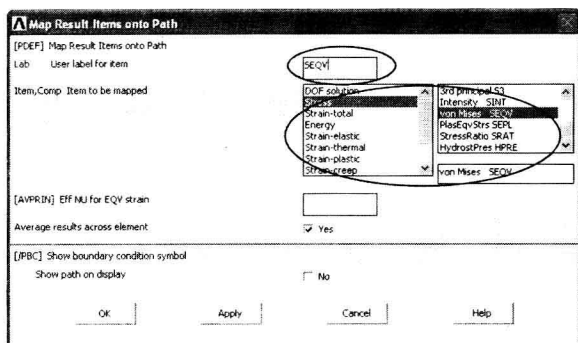 Map Result Items onto Path
[PDEF] Map Result Items onto Path
Lab User label for item
SEQV
Item,Comp Item to be mapped
DOF solution
Stress
Strain-total
Energy
Strain-elastic
Strain-thermal
Strain-plastic
Strain-creep
3rd principal S3
Intensity SINT
von Mises SEQV
PlasEqvStrs SEPL
StressRatio SRAT
HydrostPres HPRE
von Mises SEQV
[AVPRIN] Eff NU for EQV strain
Average results across element
Yes
[/PBC] Show boundary condition symbol
Show path on display
No
OK Apply Cancel Help